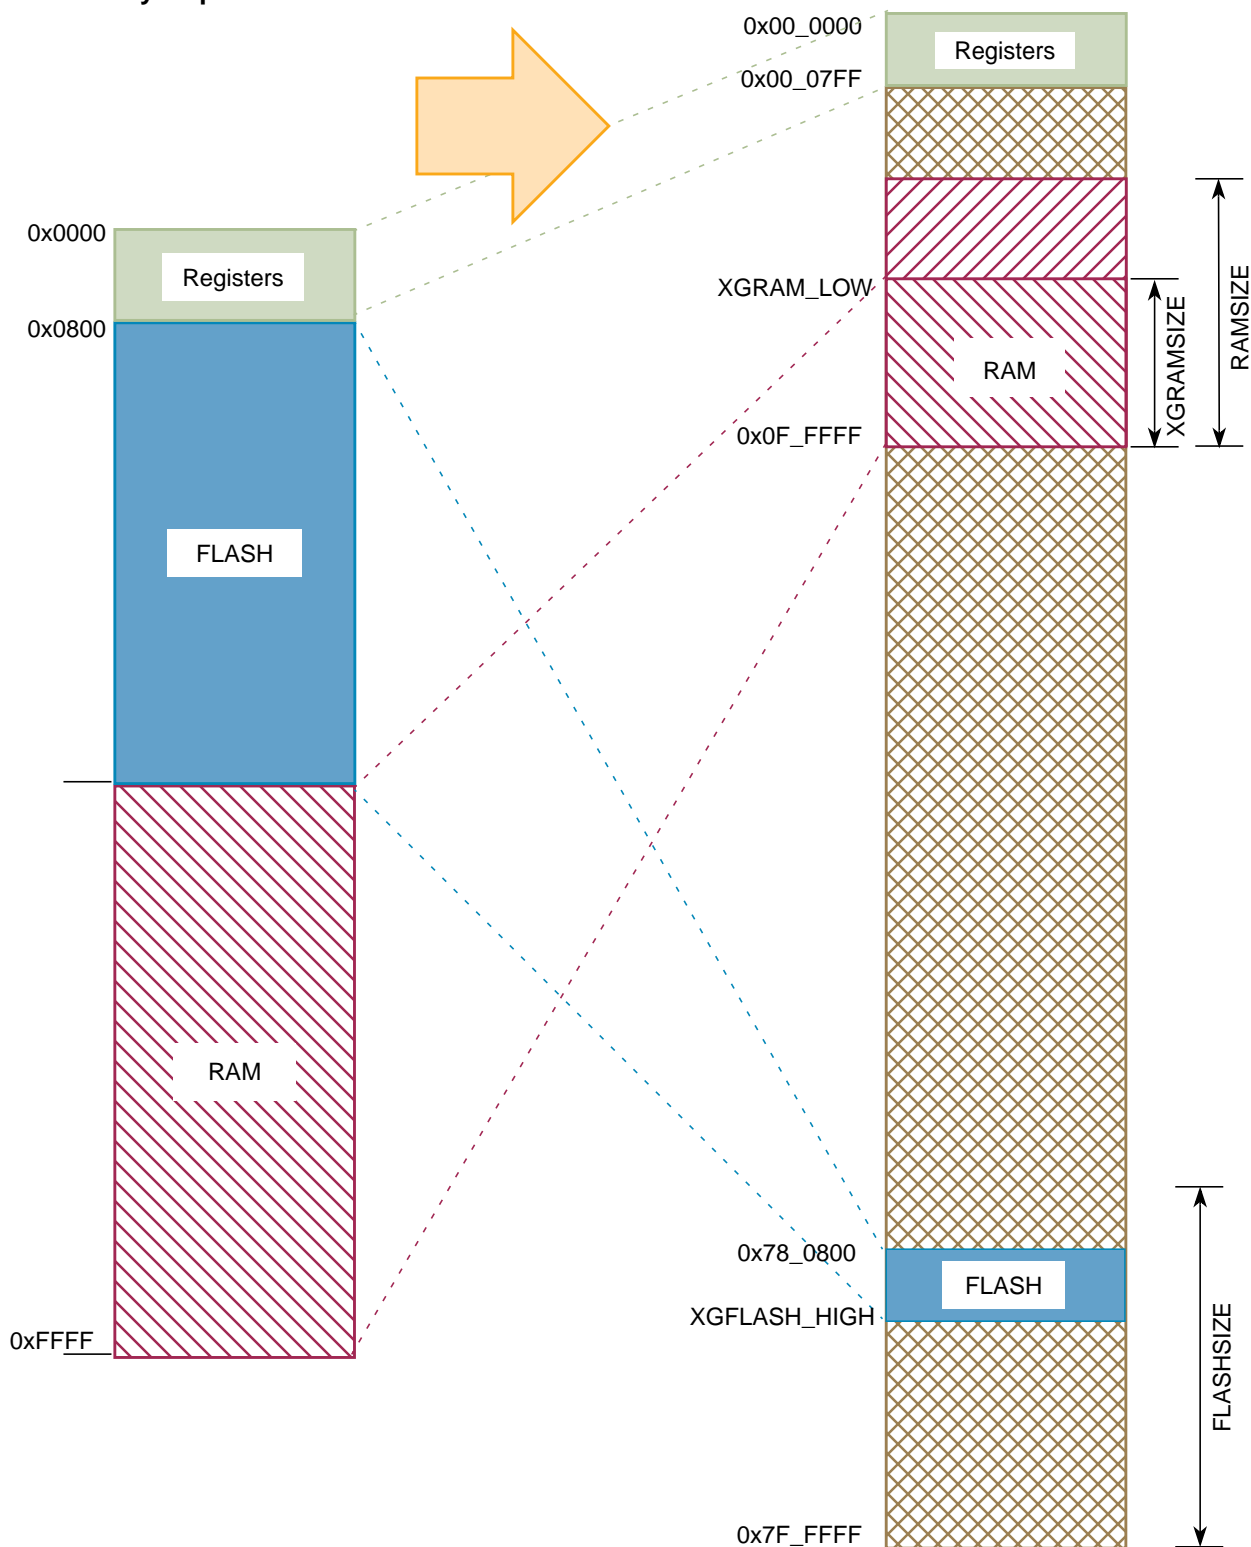 0x00_0000
Registers
0x00_07FF
0x0000
Registers
0x0800
XGRAM_LOW
RAM
XGRAMSIZE
RAMSIZE
0x0F_FFFF
FLASH
RAM
0x78_0800
FLASH
XGFLASH_HIGH
0xFFFF
FLASHSIZE
0x7F_FFFF